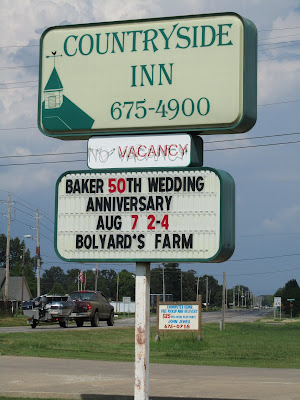 COUNTRYSIDE
INN
675-4900
NO VACANCY
BAKER 50TH WEDDING
ANNIVERSARY
AUG 7 2-4
BOLYARD'S FARM